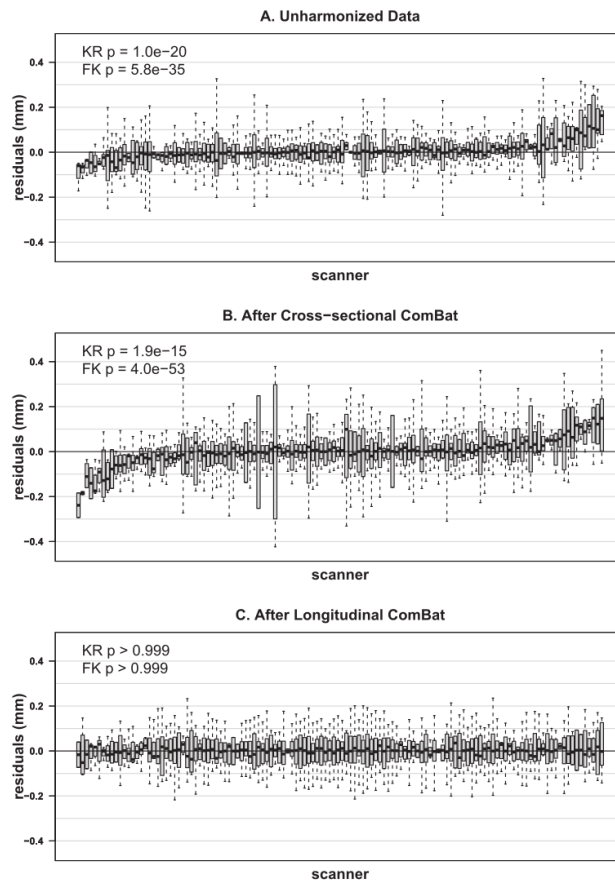 A. Unharmonized Data
KR p = 1.0e−20
FK p = 5.8e−35
residuals (mm)
0.4
0.2
0.0
−0.2
−0.4
scanner
B. After Cross−sectional ComBat
KR p = 1.9e−15
FK p = 4.0e−53
residuals (mm)
0.4
0.2
0.0
−0.2
−0.4
scanner
C. After Longitudinal ComBat
KR p > 0.999
FK p > 0.999
residuals (mm)
0.4
0.2
0.0
−0.2
−0.4
scanner